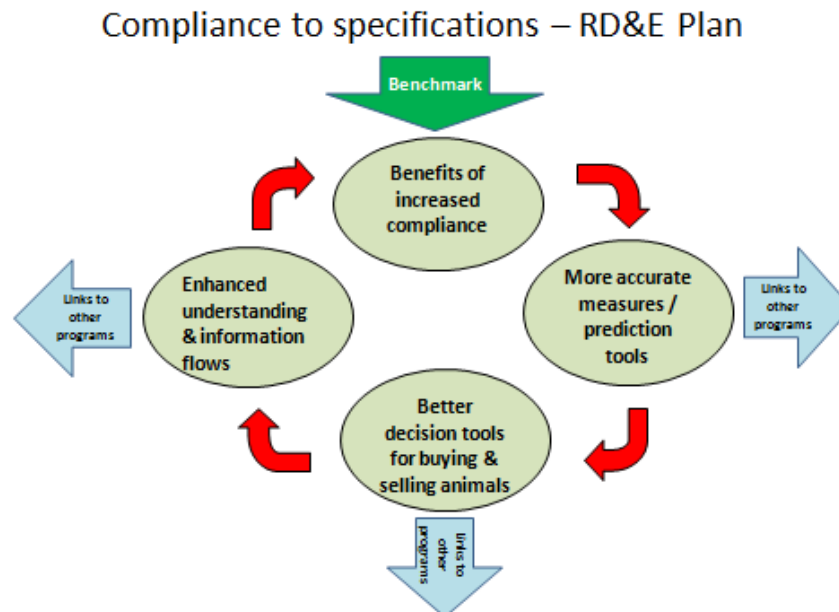 Compliance to specifications – RD&E Plan
Benchmark
Benefits of
increased
compliance
Enhanced
understanding
& information
flows
More accurate
measures /
prediction
tools
Links to
other
programs
Links to
other
programs
Better
decision tools
for buying &
selling animals
links to
other
programs